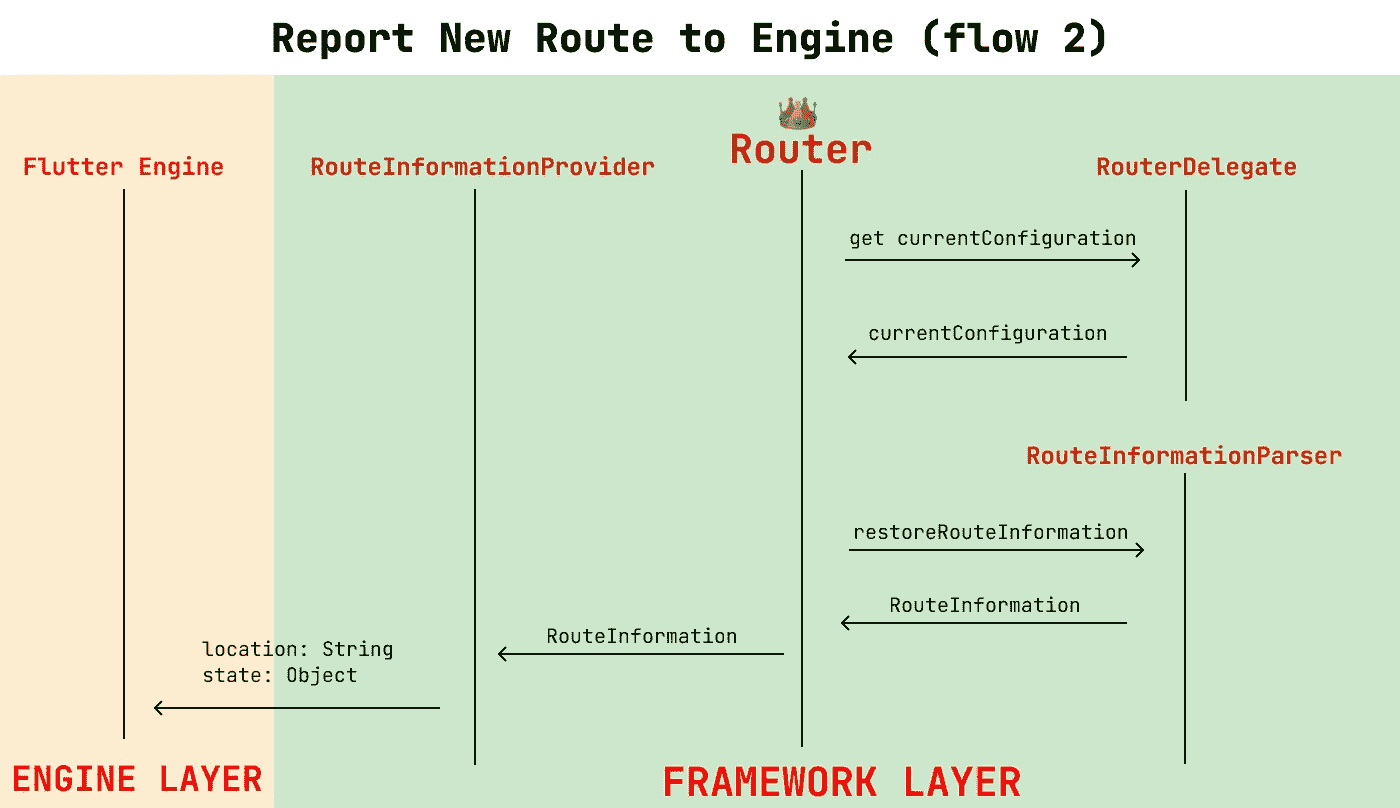 Report New Route to Engine (flow 2)
Router
Flutter Engine
RouteInformationProvider
RouterDelegate
get currentConfiguration
currentConfiguration
RouteInformationParser
restoreRouteInformation
RouteInformation
RouteInformation
location: String
state: Object
ENGINE LAYER
FRAMEWORK LAYER